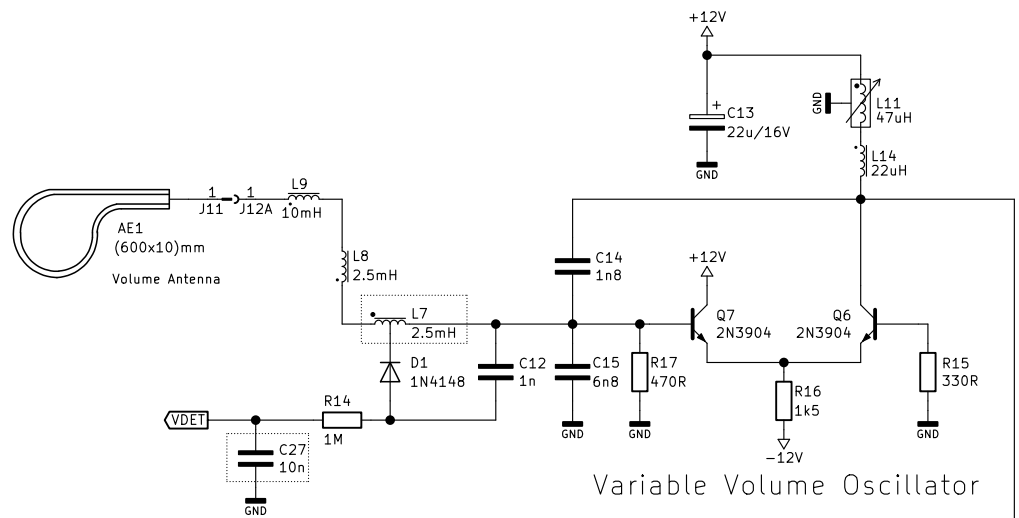 +12V
GND
L11
47uH
+
C13
22u/16V
GND
L14
22uH
L9
10mH
1
J11
1
J12A
AE1
(600x10)mm
Volume Antenna
L8
2.5mH
C14
1n8
+12V
L7
2.5mH
Q7
2N3904
Q6
2N3904
D1
1N4148
C12
1n
C15
6n8
R17
470R
R15
330R
R16
1k5
R14
1M
VDET
GND
GND
GND
-12V
C27
10n
GND
Variable Volume Oscillator